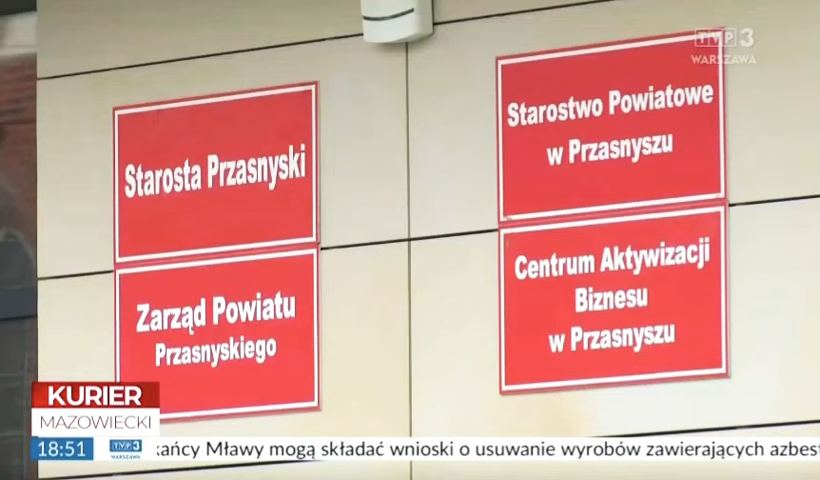 TVP3
WARSZAWA
Starosta Przasnyski
Zarząd Powiatu
Przasnyskiego
Starostwo Powiatowe
w Przasnyszu
Centrum Aktywizacji
Biznesu
w Przasnyszu
KURIER
MAZOWIECKI
18:51 TVP3 WARSZAWA
kańcy Mławy mogą składać wnioski o usuwanie wyrobów zawierających azbest